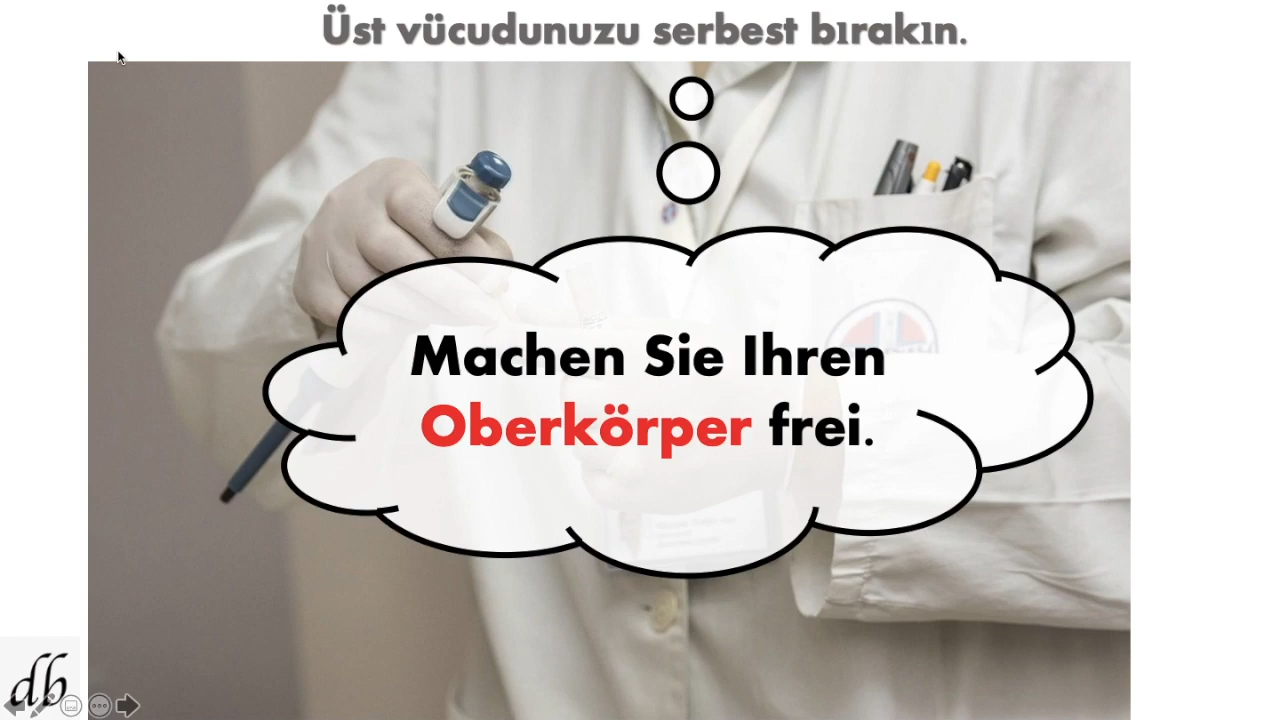 Üst vücudunuzu serbest bırakın.
Machen Sie Ihren
Oberkörper frei.
db